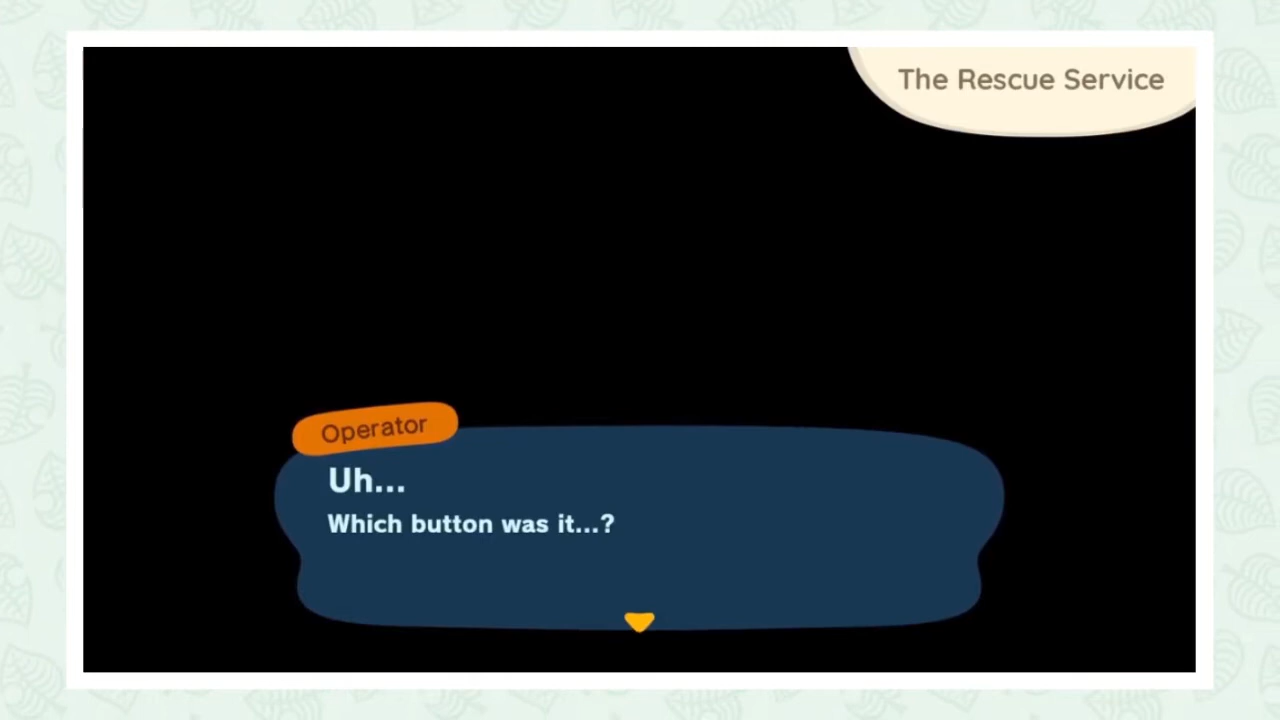 The Rescue Service
Operator
Uh...
Which button was it...?